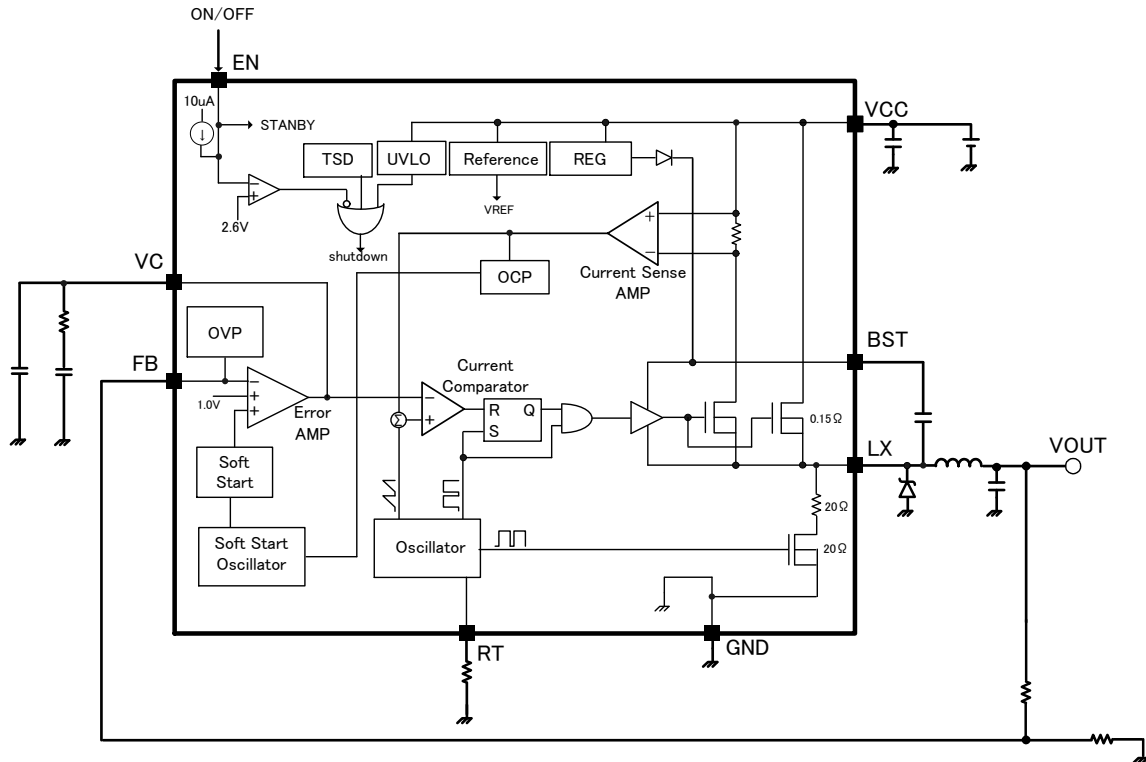 ON/OFF
EN
10uA
STANBY
VCC
TSD
UVLO
Reference
REG
2.6V
VREF
shutdown
+
−
Current Sense
AMP
OCP
VC
OVP
FB
1.0V
−
+
+
Error
AMP
Current
Comparator
−
+
R
Q
S
Σ
BST
0.15Ω
LX
VOUT
Soft
Start
Soft Start
Oscillator
Oscillator
20Ω
20Ω
RT
GND
−
+